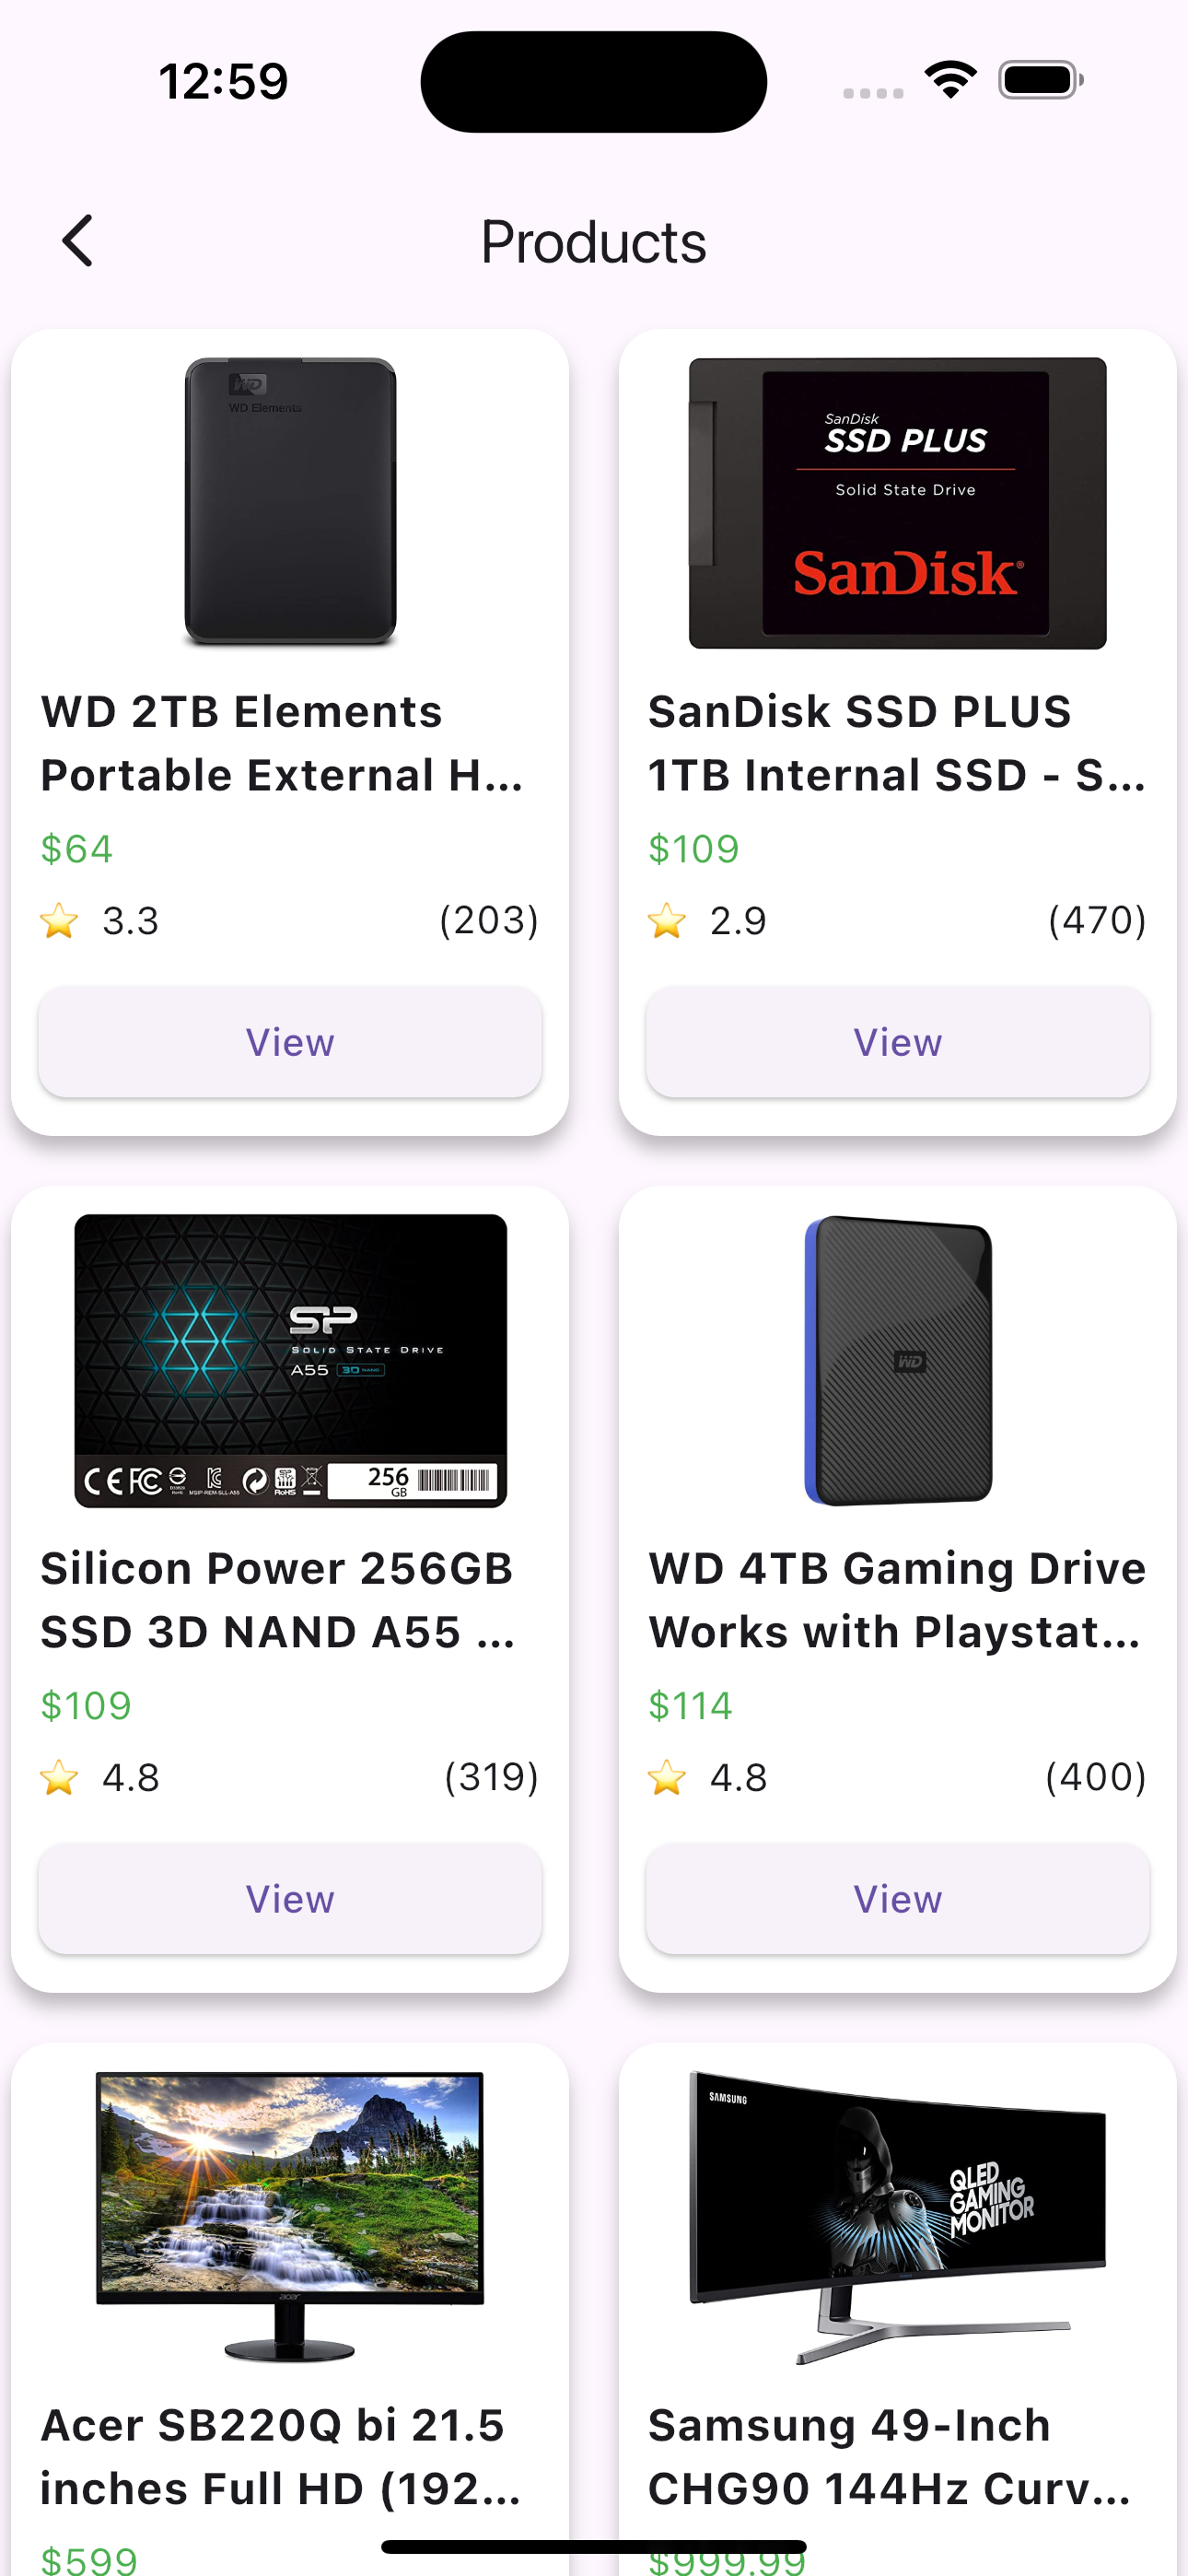 12:59
Products
WD
WD Elements
SanDisk
SSD PLUS
Solid State Drive
SanDisk®
WD 2TB Elements
Portable External H...
$64
3.3 (203)
View
SanDisk SSD PLUS
1TB Internal SSD - S...
$109
2.9 (470)
View
SP
SOLID STATE DRIVE
A55
CE FC
RoHS
256
GB
WD
Silicon Power 256GB
SSD 3D NAND A55 ...
$109
4.8 (319)
View
WD 4TB Gaming Drive
Works with Playstat...
$114
4.8 (400)
View
acer
SAMSUNG
QLED
GAMING
MONITOR
Acer SB220Q bi 21.5
inches Full HD (192...
$599
Samsung 49-Inch
CHG90 144Hz Curv...
$999.99